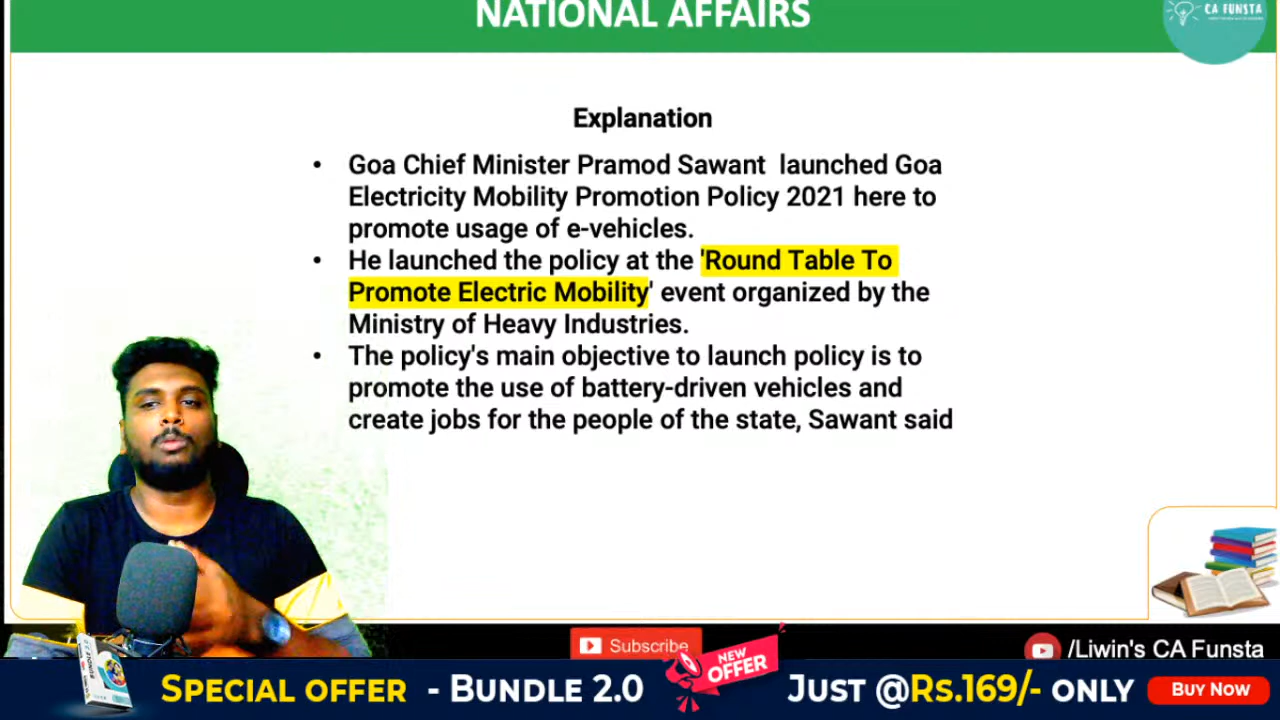 NATIONAL AFFAIRS
CA FUNSTA
Explanation
• Goa Chief Minister Pramod Sawant launched Goa
Electricity Mobility Promotion Policy 2021 here to
promote usage of e-vehicles.
• He launched the policy at the 'Round Table To
Promote Electric Mobility' event organized by the
Ministry of Heavy Industries.
• The policy's main objective to launch policy is to
promote the use of battery-driven vehicles and
create jobs for the people of the state, Sawant said
Subscribe
/Liwin's CA Funsta
BUNDLE 2.0
SPECIAL OFFER - BUNDLE 2.0
NEW
OFFER
JUST @Rs.169/- ONLY
Buy Now